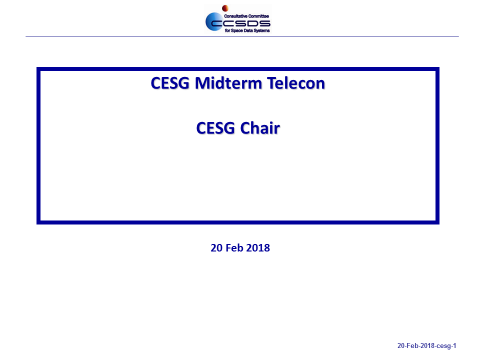 Consultative Committee
CCSDS
for Space Data Systems
CESG Midterm Telecon
CESG Chair
20 Feb 2018
20-Feb-2018-cesg-1